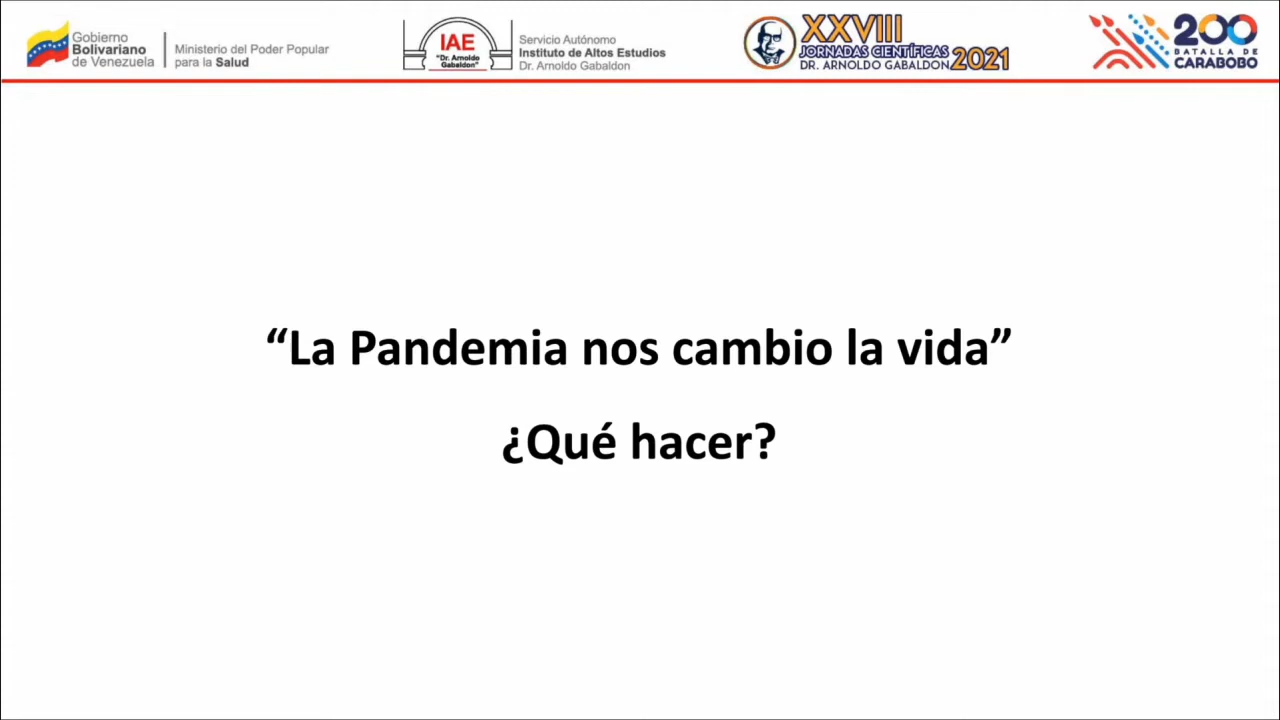 Gobierno
Bolivariano
de Venezuela
Ministerio del Poder Popular
para la Salud
IAE
"Dr. Arnoldo
Gabaldon"
Servicio Autónomo
Instituto de Altos Estudios
Dr. Arnoldo Gabaldon
XXVIII
JORNADAS CIENTÍFICAS
DR. ARNOLDO GABALDON 2021
200
BATALLA DE
CARABOBO
“La Pandemia nos cambio la vida”
¿Qué hacer?